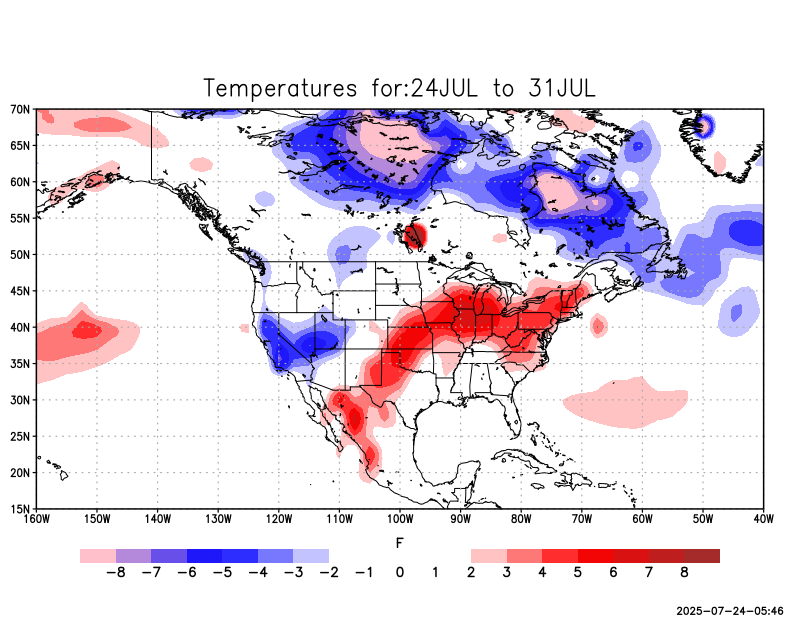 Temperatures for:24JUL to 31JUL
70N
65N
60N
55N
50N
45N
40N
35N
30N
25N
20N
15N
160W 150W 140W 130W 120W 110W 100W 90W 80W 70W 60W 50W 40W
F
−8 −7 −6 −5 −4 −3 −2 −1 0 1 2 3 4 5 6 7 8
2025-07-24-05:46